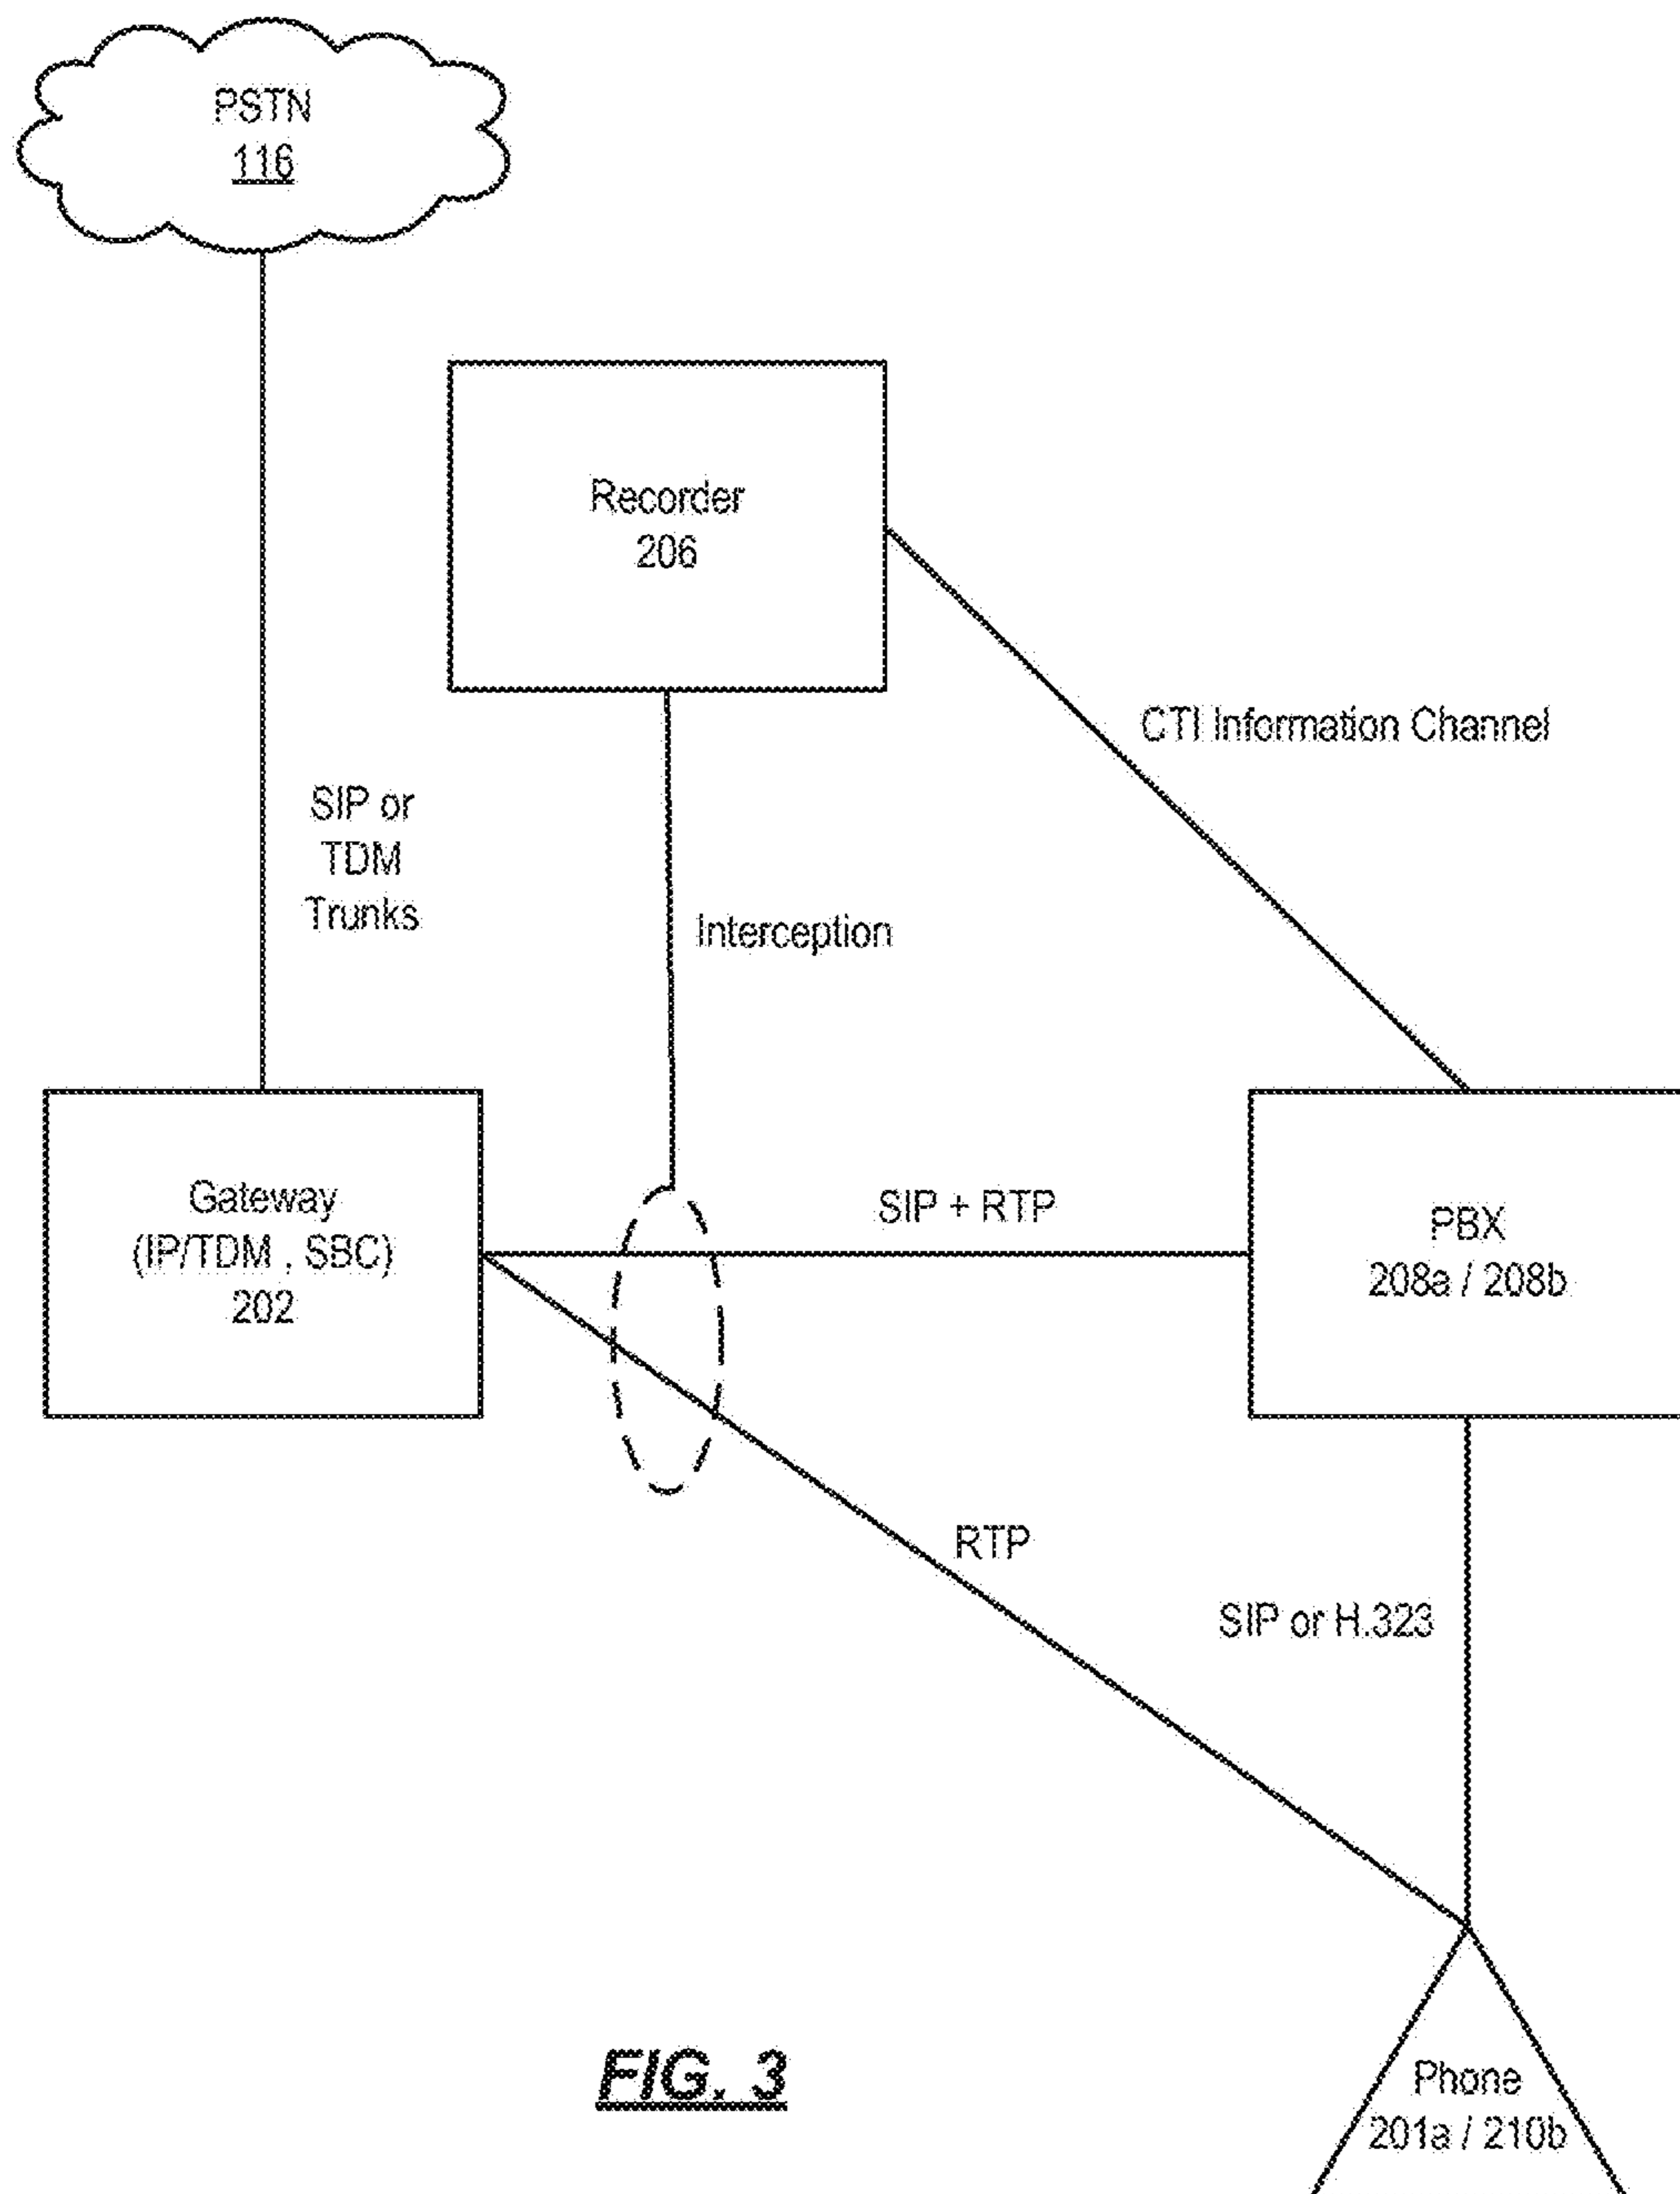 PSTN
116
Recorder
206
CTI Information Channel
SIP or
TDM
Trunks
Interception
Gateway
(IP/TDM , SBC)
202
SIP + RTP
PBX
208a / 208b
RTP
SIP or H.323
Phone
201a / 210b
FIG. 3